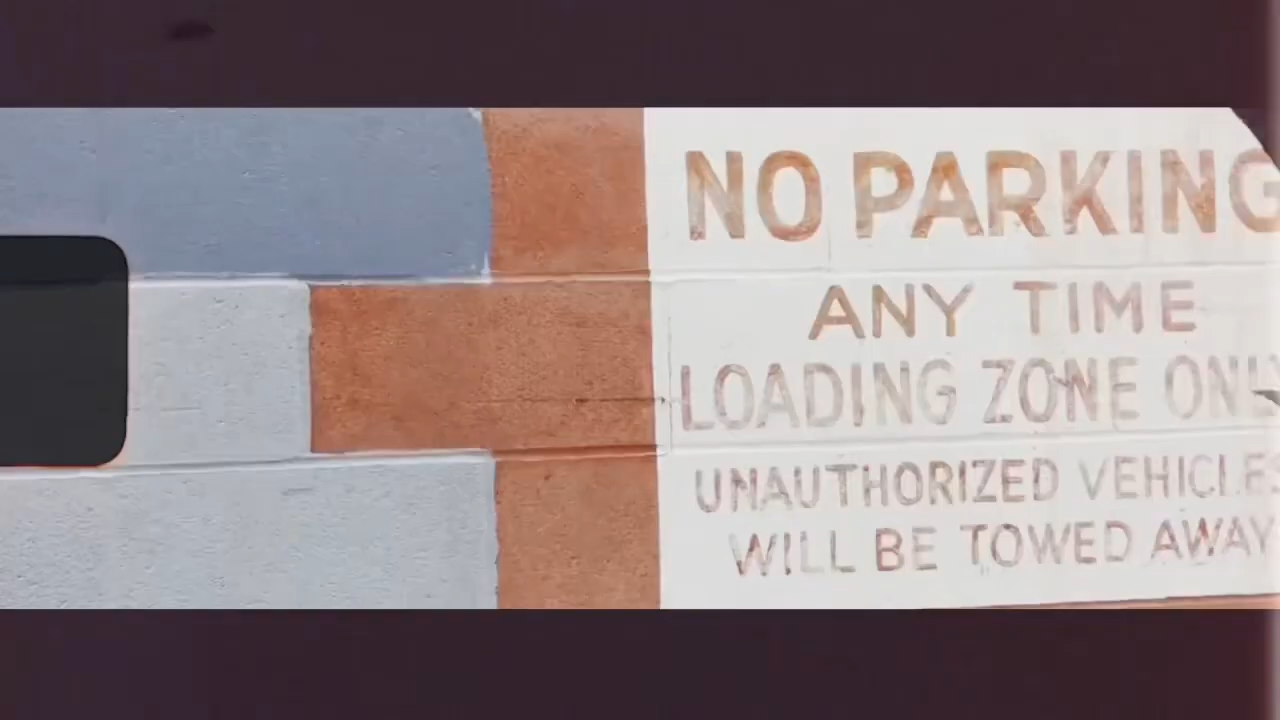 NO PARKING
ANY TIME
LOADING ZONE ONLY
UNAUTHORIZED VEHICLES
WILL BE TOWED AWAY